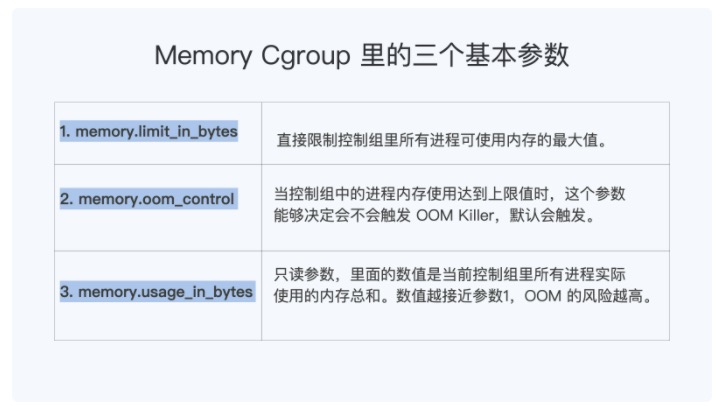 Memory Cgroup 里的三个基本参数
1. memory.limit_in_bytes
直接限制控制组里所有进程可使用内存的最大值。
2. memory.oom_control
当控制组中的进程内存使用达到上限值时，这个参数
能够决定会不会触发 OOM Killer，默认会触发。
3. memory.usage_in_bytes
只读参数，里面的数值是当前控制组里所有进程实际
使用的内存总和。数值越接近参数1，OOM 的风险越高。